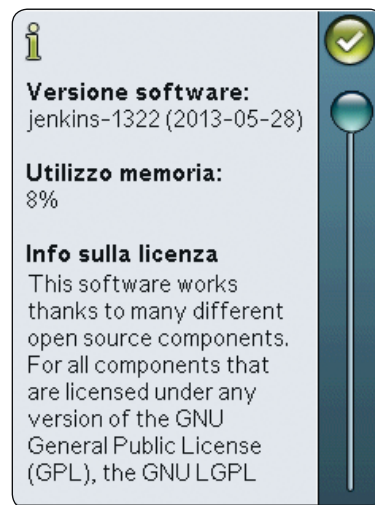 Versione software:
jenkins-1322 (2013-05-28)
Utilizzo memoria:
8%
Info sulla licenza
This software works
thanks to many different
open source components.
For all components that
are licensed under any
version of the GNU
General Public License
(GPL), the GNU LGPL